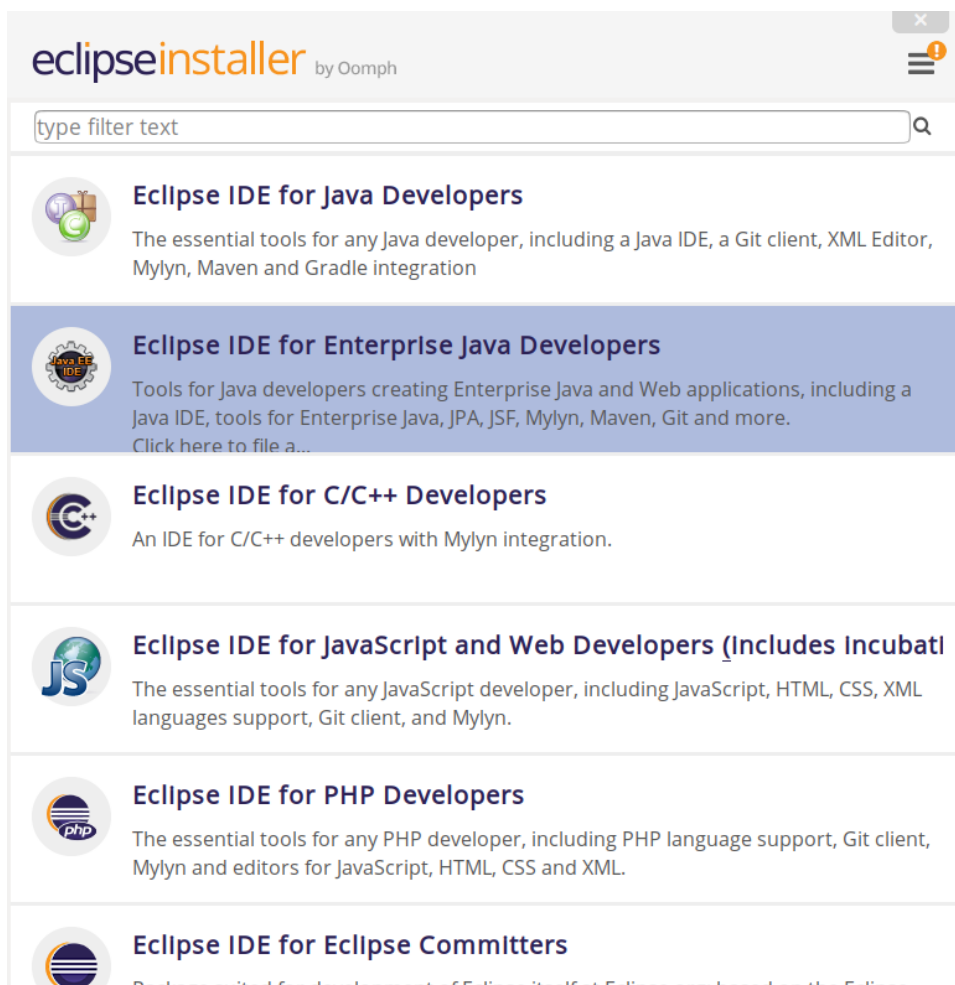 ×
eclipseinstaller by Oomph
!
type filter text
Eclipse IDE for Java Developers
The essential tools for any Java developer, including a Java IDE, a Git client, XML Editor,
Mylyn, Maven and Gradle integration
Java EE
IDE
Eclipse IDE for Enterprise Java Developers
Tools for Java developers creating Enterprise Java and Web applications, including a
Java IDE, tools for Enterprise Java, JPA, JSF, Mylyn, Maven, Git and more.
Click here to file a...
C++
Eclipse IDE for C/C++ Developers
An IDE for C/C++ developers with Mylyn integration.
JS
Eclipse IDE for JavaScript and Web Developers (includes Incubati
The essential tools for any JavaScript developer, including JavaScript, HTML, CSS, XML
languages support, Git client, and Mylyn.
php
Eclipse IDE for PHP Developers
The essential tools for any PHP developer, including PHP language support, Git client,
Mylyn and editors for JavaScript, HTML, CSS and XML.
Eclipse IDE for Eclipse Committers